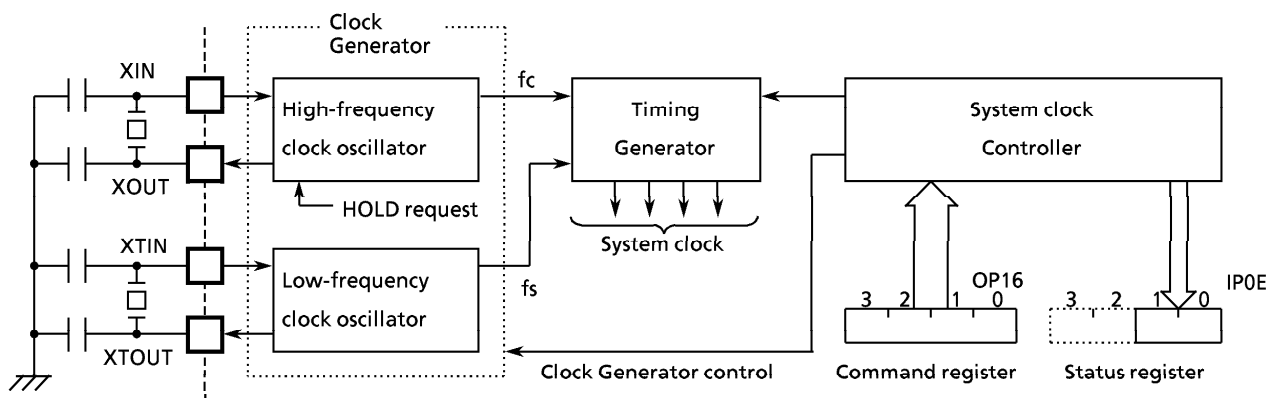 Clock
Generator
XIN
fc
High-frequency
clock oscillator
Timing
Generator
System clock
Controller
XOUT
HOLD request
System clock
XTIN
Low-frequency
clock oscillator
fs
OP16
3 2 1 0
IP0E
3 2 1 0
XTOUT
Clock Generator control
Command register
Status register